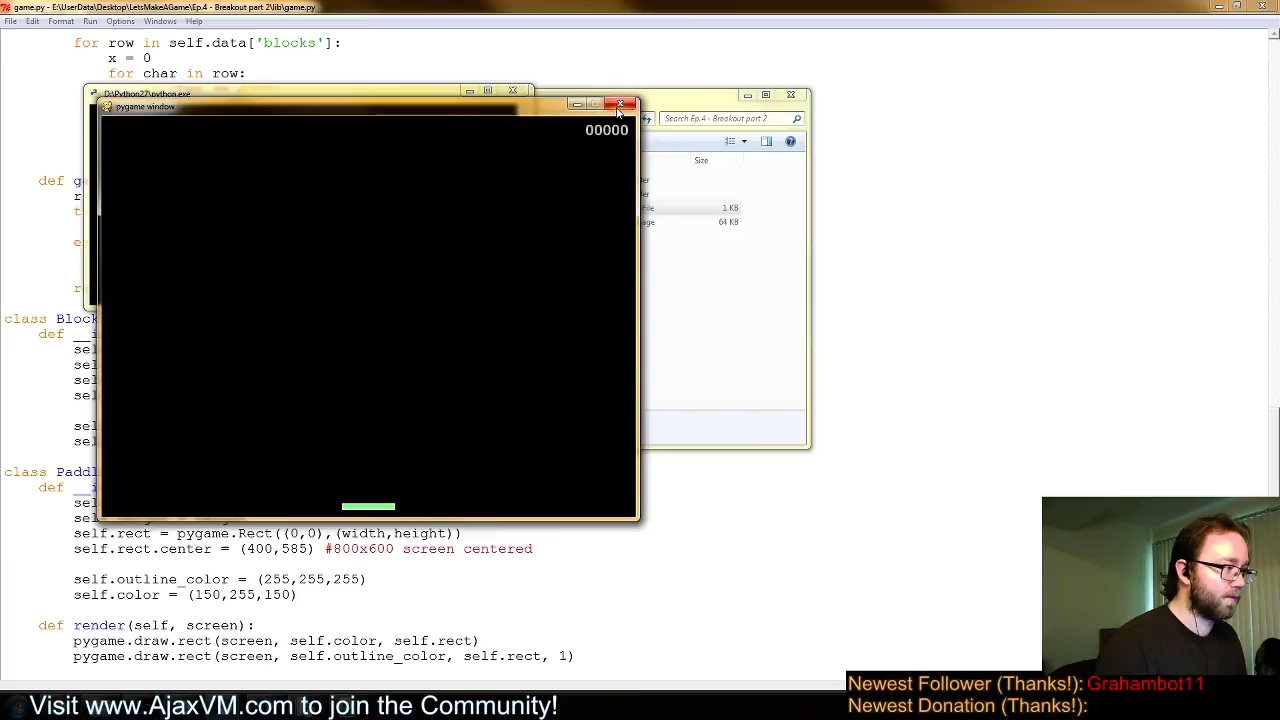 game.py - E:\UserData\Desktop\LetsMakeAGame\Ep.4 - Breakout part 2\lib\game.py
File Edit Format Run Options Windows Help
for row in self.data['blocks']:
x = 0
for char in row:
D:\Python27\python.exe
pygame window
Search Ep.4 - Breakout part 2
00000
Size
def
1 KB
64 KB
class Block
def
class Paddl
def
self.rect = pygame.Rect((0,0),(width,height))
self.rect.center = (400,585) #800x600 screen centered
self.outline_color = (255,255,255)
self.color = (150,255,150)
def render(self, screen):
pygame.draw.rect(screen, self.color, self.rect)
pygame.draw.rect(screen, self.outline_color, self.rect, 1)
Newest Follower (Thanks!): Grahambot11
Visit www.AjaxVM.com to join the Community!
Newest Donation (Thanks!):